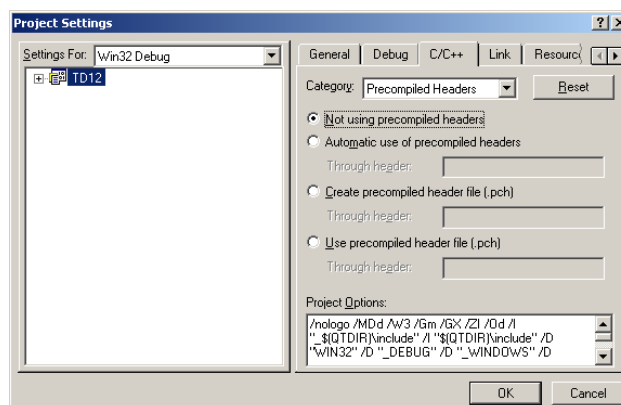 Project Settings
Settings For: Win32 Debug
TD12
General Debug C/C++ Link Resourc
Category: Precompiled Headers Reset
Not using precompiled headers
Automatic use of precompiled headers
Through header:
Create precompiled header file (.pch)
Through header:
Use precompiled header file (.pch)
Through header:
Project Options:
/nologo /MDd /W3 /Gm /GX /ZI /Od /I
"_$(QTDIR)\include" /I "$(QTDIR)\include" /D
"WIN32" /D "_DEBUG" /D "_WINDOWS" /D
OK Cancel